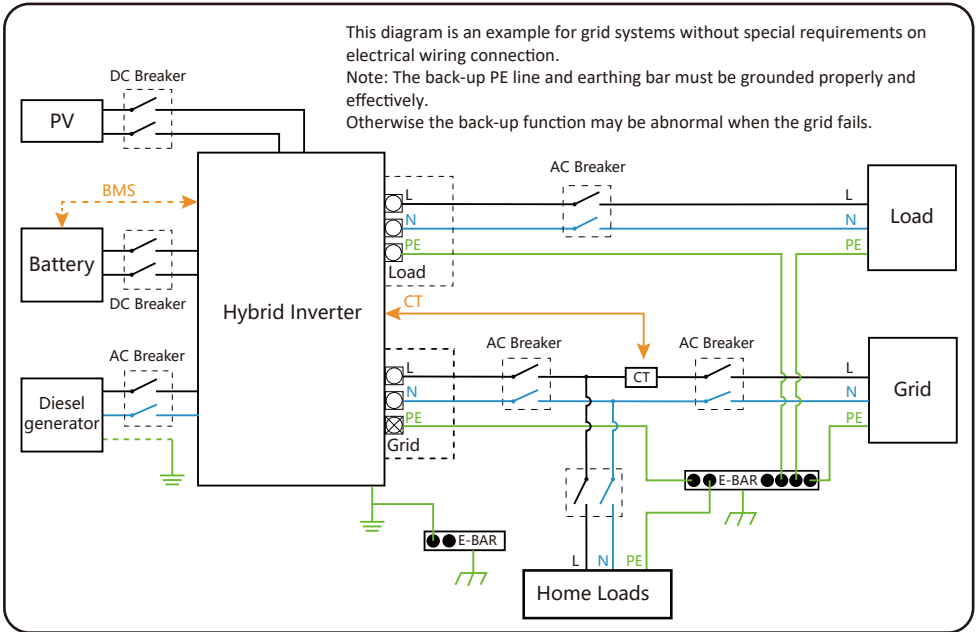 This diagram is an example for grid systems without special requirements on
electrical wiring connection.
Note: The back-up PE line and earthing bar must be grounded properly and
effectively.
Otherwise the back-up function may be abnormal when the grid fails.
DC Breaker
PV
BMS
Battery
DC Breaker
AC Breaker
Diesel
generator
Hybrid Inverter
L
N
PE
Load
AC Breaker
L
N
PE
Load
CT
AC Breaker
CT
AC Breaker
L
N
PE
Grid
L
N
PE
Grid
E-BAR
E-BAR
L
N
PE
Home Loads